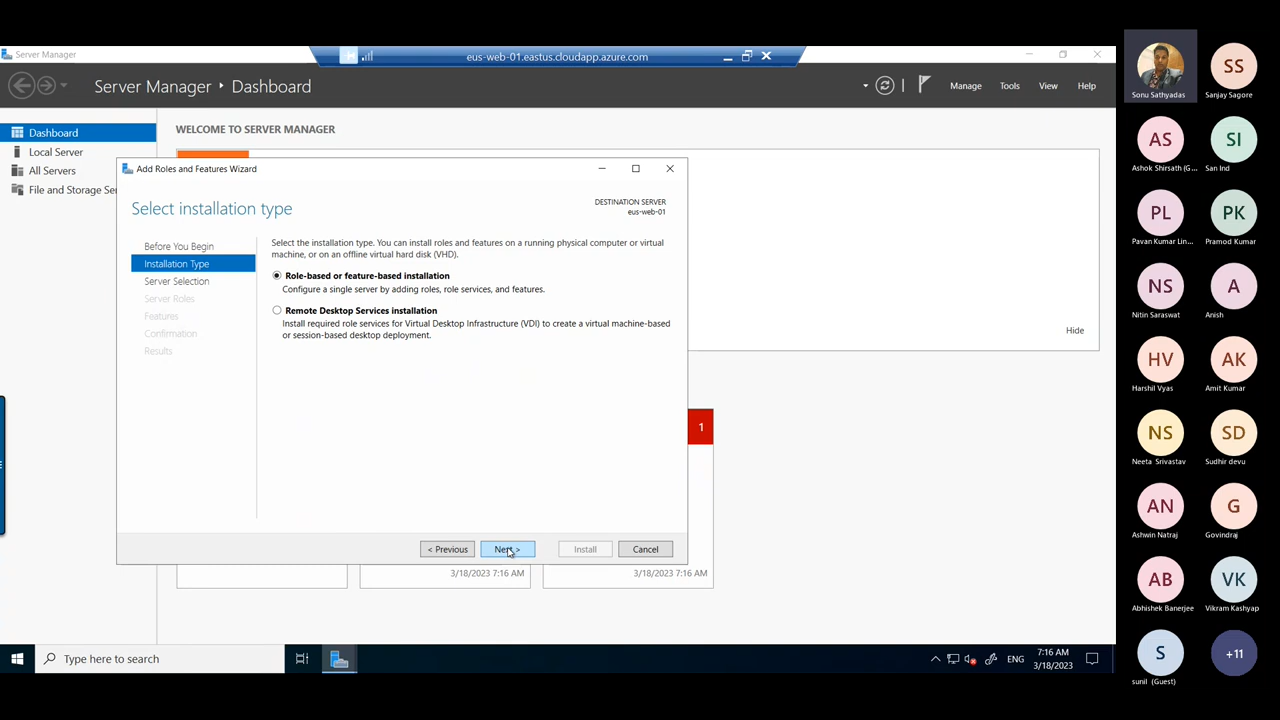 Server Manager
eus-web-01.eastus.cloudapp.azure.com
Server Manager
Dashboard
Manage
Tools
View
Help
Dashboard
Local Server
All Servers
File and Storage Se
WELCOME TO SERVER MANAGER
Add Roles and Features Wizard
Select installation type
DESTINATION SERVER
eus-web-01
Before You Begin
Installation Type
Server Selection
Server Roles
Features
Confirmation
Results
Select the installation type. You can install roles and features on a running physical computer or virtual
machine, or on an offline virtual hard disk (VHD).
Role-based or feature-based installation
Configure a single server by adding roles, role services, and features.
Remote Desktop Services installation
Install required role services for Virtual Desktop Infrastructure (VDI) to create a virtual machine-based
or session-based desktop deployment.
< Previous
Next >
Install
Cancel
Hide
1
3/18/2023 7:16 AM
3/18/2023 7:16 AM
Type here to search
ENG
7:16 AM
3/18/2023
Sonu Sathyadas
SS
Sanjay Sagore
AS
Ashok Shirsath (G...
SI
San Ind
PL
Pavan Kumar Lin...
PK
Pramod Kumar
NS
Nitin Saraswat
A
Anish
HV
Harshil Vyas
AK
Amit Kumar
NS
Neeta Srivastav
SD
Sudhir devu
AN
Ashwin Natraj
G
Govindraj
AB
Abhishek Banerjee
VK
Vikram Kashyap
S
sunil (Guest)
+11